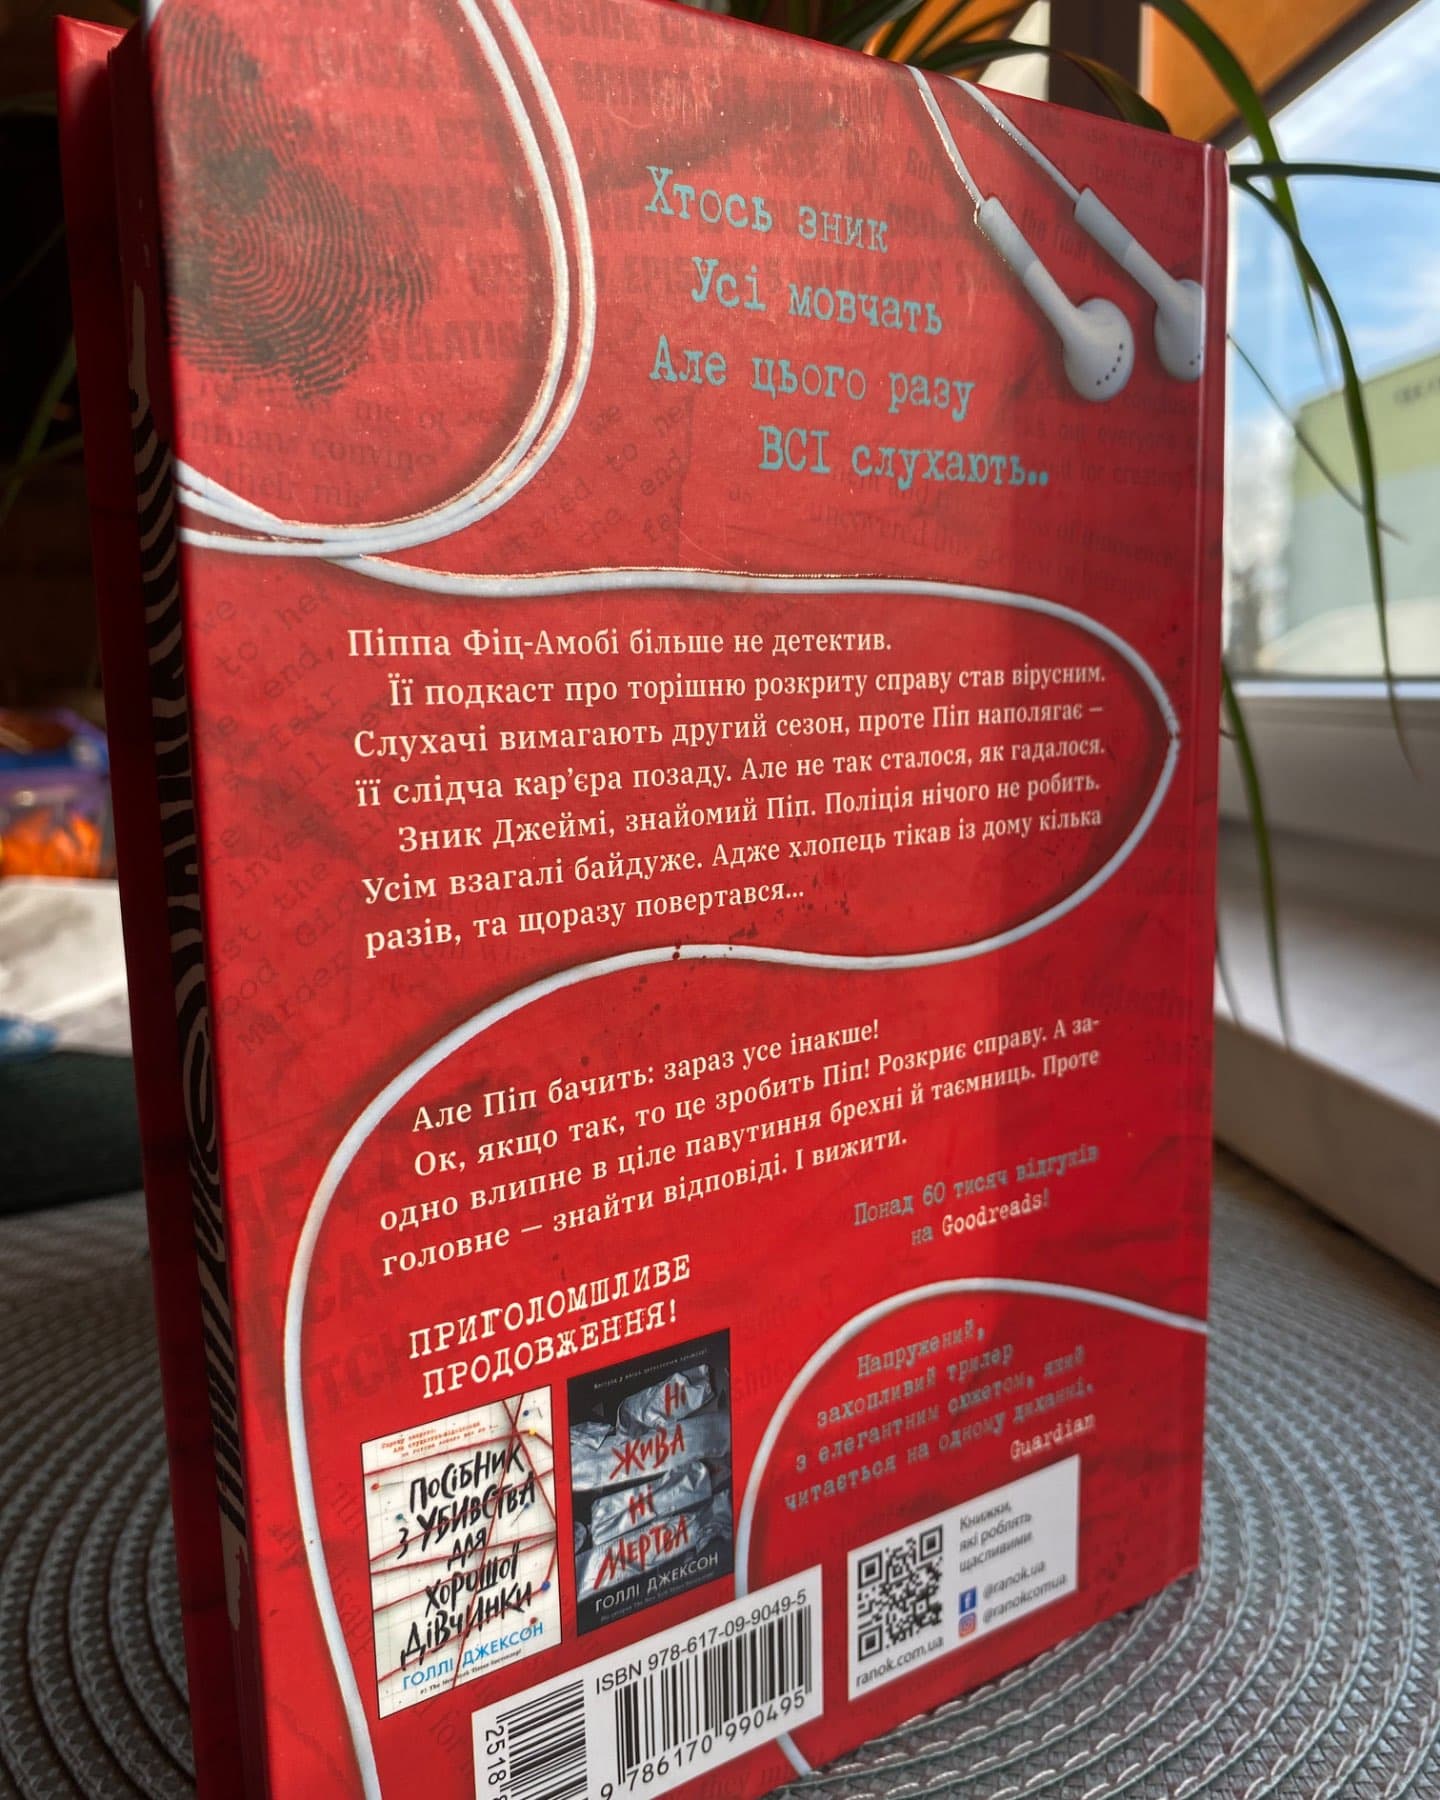 Хтось зник
Усі мовчать
Але цього разу
ВСІ слухають..
Піппа Фіц-Амобі більше не детектив.
Її подкаст про торішню розкриту справу став вірусним.
Слухачі вимагають другий сезон, проте Піп наполягає –
її слідча кар’єра позаду. Але не так сталося, як гадалося.
Зник Джеймі, знайомий Піп. Поліція нічого не робить.
Усім взагалі байдуже. Адже хлопець тікав із дому кілька
разів, та щоразу повертався...
Але Піп бачить: зараз усе інакше!
Ок, якщо так, то це зробить Піп! Розкриє справу. А за-
одно влипне в ціле павутиння брехні й таємниць. Проте
головне — знайти відповіді. І вижити.
Понад 60 тисяч відгуків
на Goodreads!
ПРИГОЛОМШЛИВЕ
ПРОДОВЖЕННЯ!
ПОСІБНИК
З УБИВСТВА
ДЛЯ
ХОРОШОЇ
ДІВЧИНКИ
ГОЛЛІ ДЖЕКСОН
НІ
ЖИВА
НІ
МЕРТВА
ГОЛЛІ ДЖЕКСОН
Напружений,
захопливий трилер
з елегантним сюжетом, який
читається на одному диханні.
Guardian
Книжки,
які роблять
щасливими
@ranok.ua
@ranokcomua
ranok.com.ua
ISBN 978-617-09-9049-5
9 786170 990495